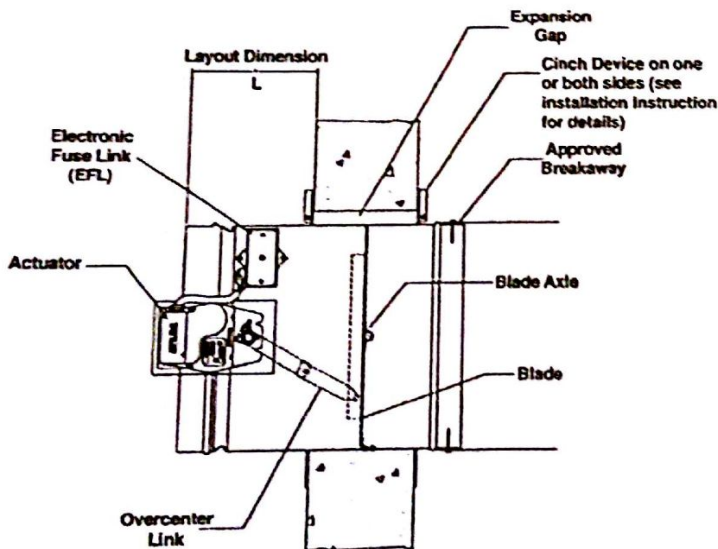 Expansion
Gap
Layout Dimension
L
Cinch Device on one
or both sides (see
installation Instruction
for details)
Electronic
Fuse Link
(EFL)
Approved
Breakaway
Actuator
Blade Axle
Blade
Overcenter
Link